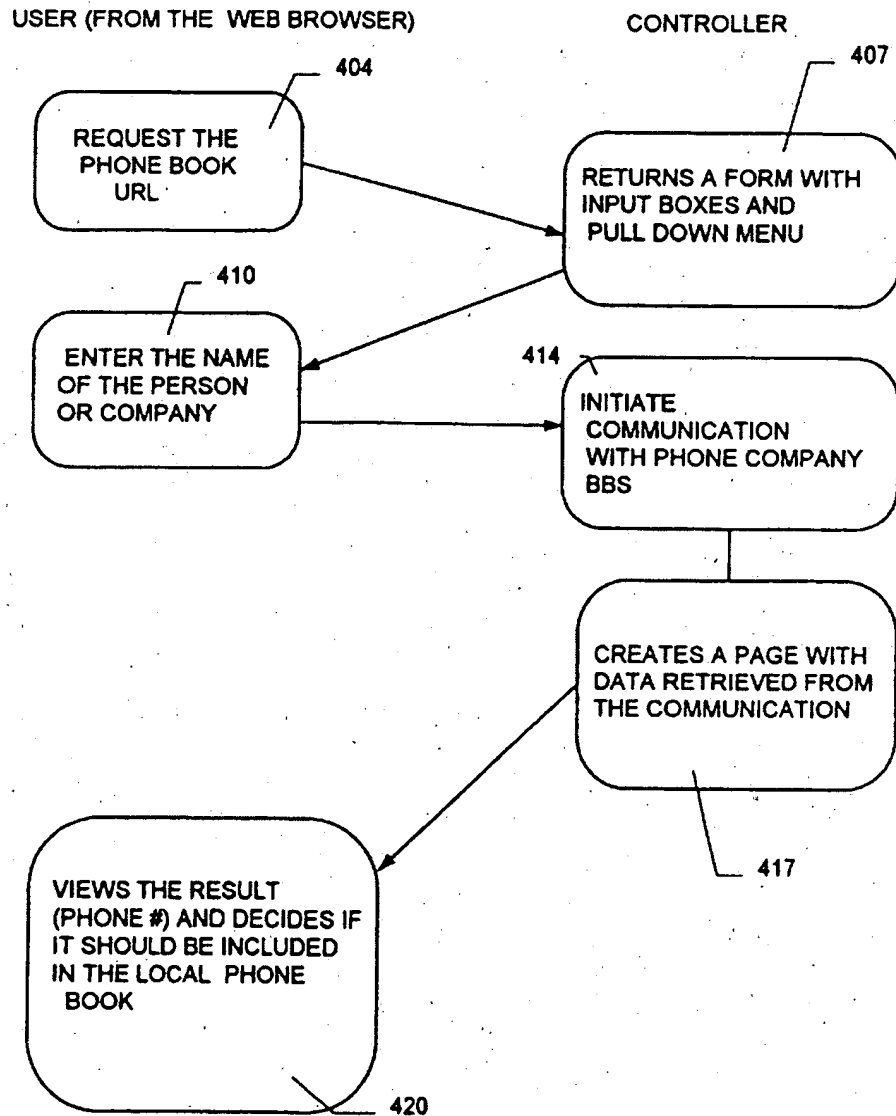 USER (FROM THE WEB BROWSER)
CONTROLLER
404
407
REQUEST THE
PHONE BOOK
URL
RETURNS A FORM WITH
INPUT BOXES AND
PULL DOWN MENU
410
ENTER THE NAME
OF THE PERSON
OR COMPANY
414
INITIATE
COMMUNICATION
WITH PHONE COMPANY
BBS
CREATES A PAGE WITH
DATA RETRIEVED FROM
THE COMMUNICATION
417
VIEWS THE RESULT
(PHONE #) AND DECIDES IF
IT SHOULD BE INCLUDED
IN THE LOCAL PHONE
BOOK
420